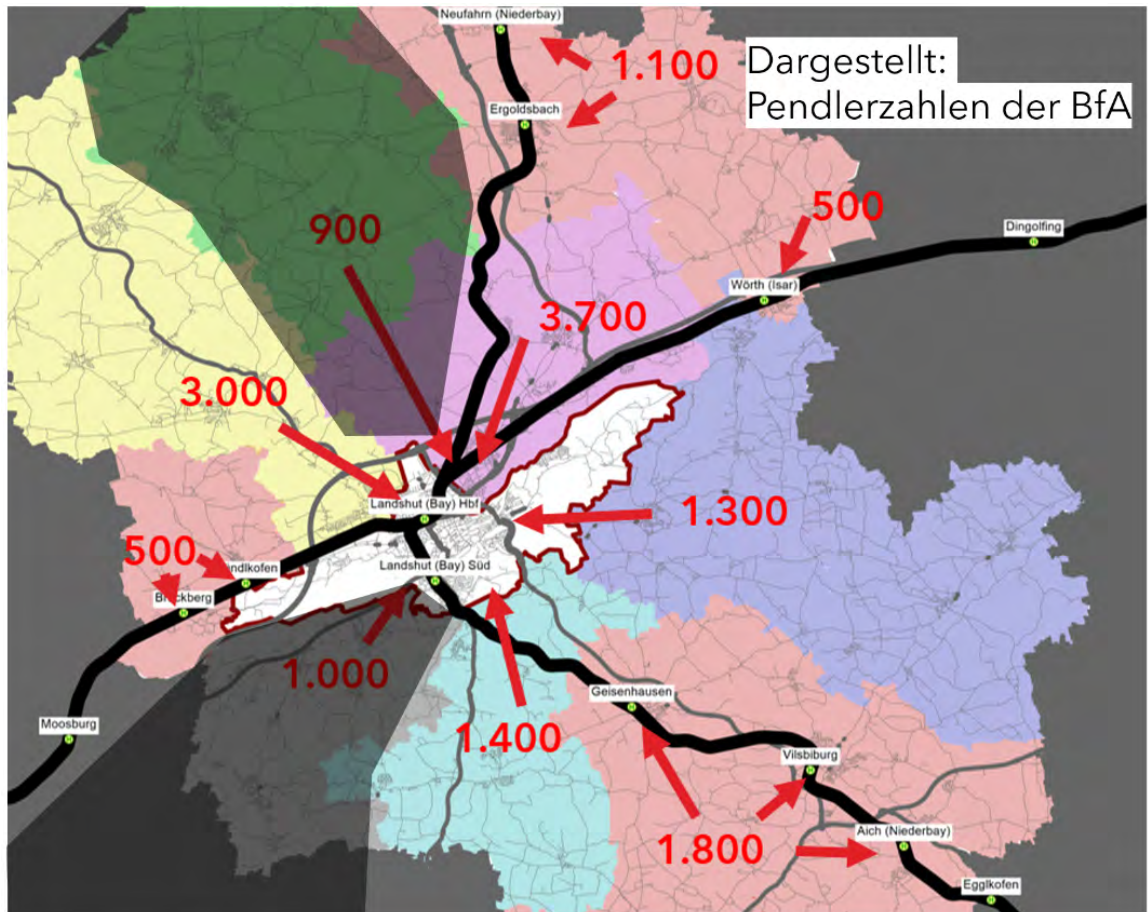 Neufahrn (Niederbay)
1.100
Dargestellt:
Pendlerzahlen der BfA
Ergoldsbach
900
500
Dingolfing
Wörth (Isar)
3.700
3.000
Landshut (Bay) Hbf
1.300
500
ndlkofen
Landshut (Bay) Süd
1.000
1.400
Geisenhausen
Moosburg
Vilsbiburg
1.800
Aich (Niederbay)
Egglkofen